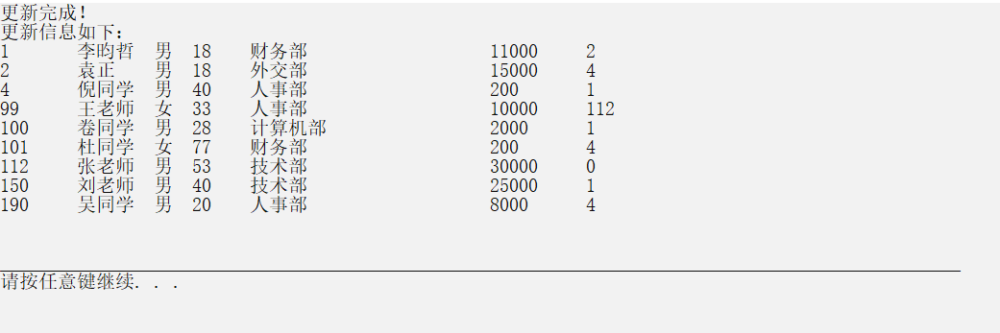 更新完成！
更新信息如下：
1 李昀哲 男 18 财务部 11000 2
2 袁正 男 18 外交部 15000 4
4 倪同学 男 40 人事部 200 1
99 王老师 女 33 人事部 10000 112
100 卷同学 男 28 计算机部 2000 1
101 杜同学 女 77 财务部 200 4
112 张老师 男 53 技术部 30000 0
150 刘老师 男 40 技术部 25000 1
190 吴同学 男 20 人事部 8000 4
请按任意键继续. . .